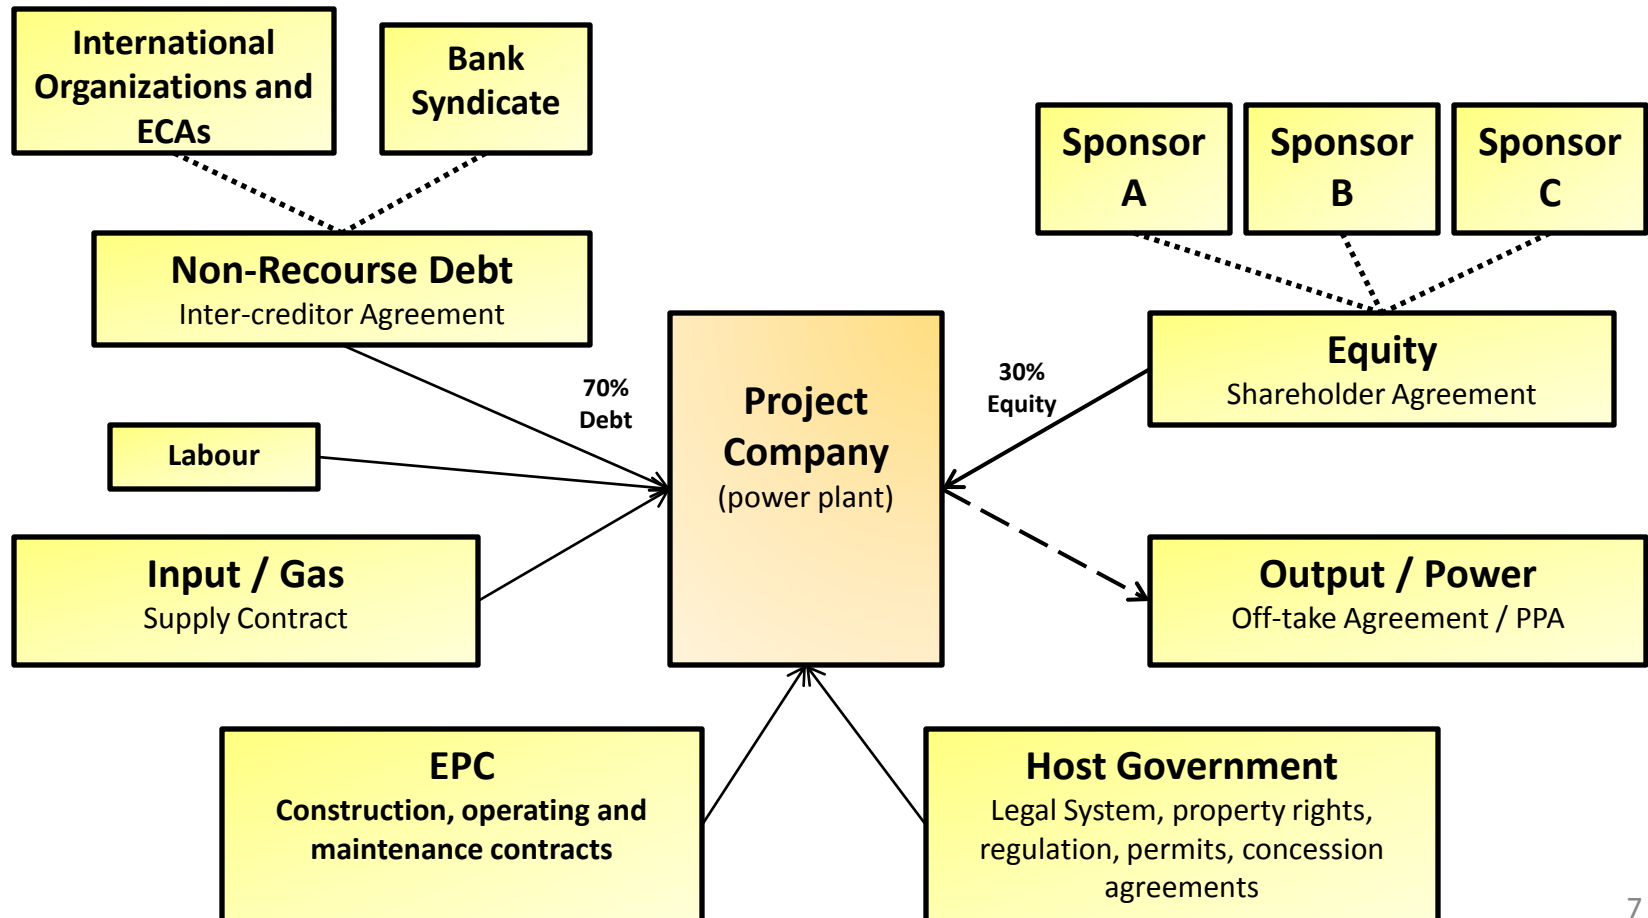 International
Organizations and
ECAs
Bank
Syndicate
Sponsor
A
Sponsor
B
Sponsor
C
Non-Recourse Debt
Inter-creditor Agreement
Equity
Shareholder Agreement
70%
Debt
30%
Equity
Project
Company
(power plant)
Labour
Input / Gas
Supply Contract
Output / Power
Off-take Agreement / PPA
EPC
Construction, operating and
maintenance contracts
Host Government
Legal System, property rights,
regulation, permits, concession
agreements
7